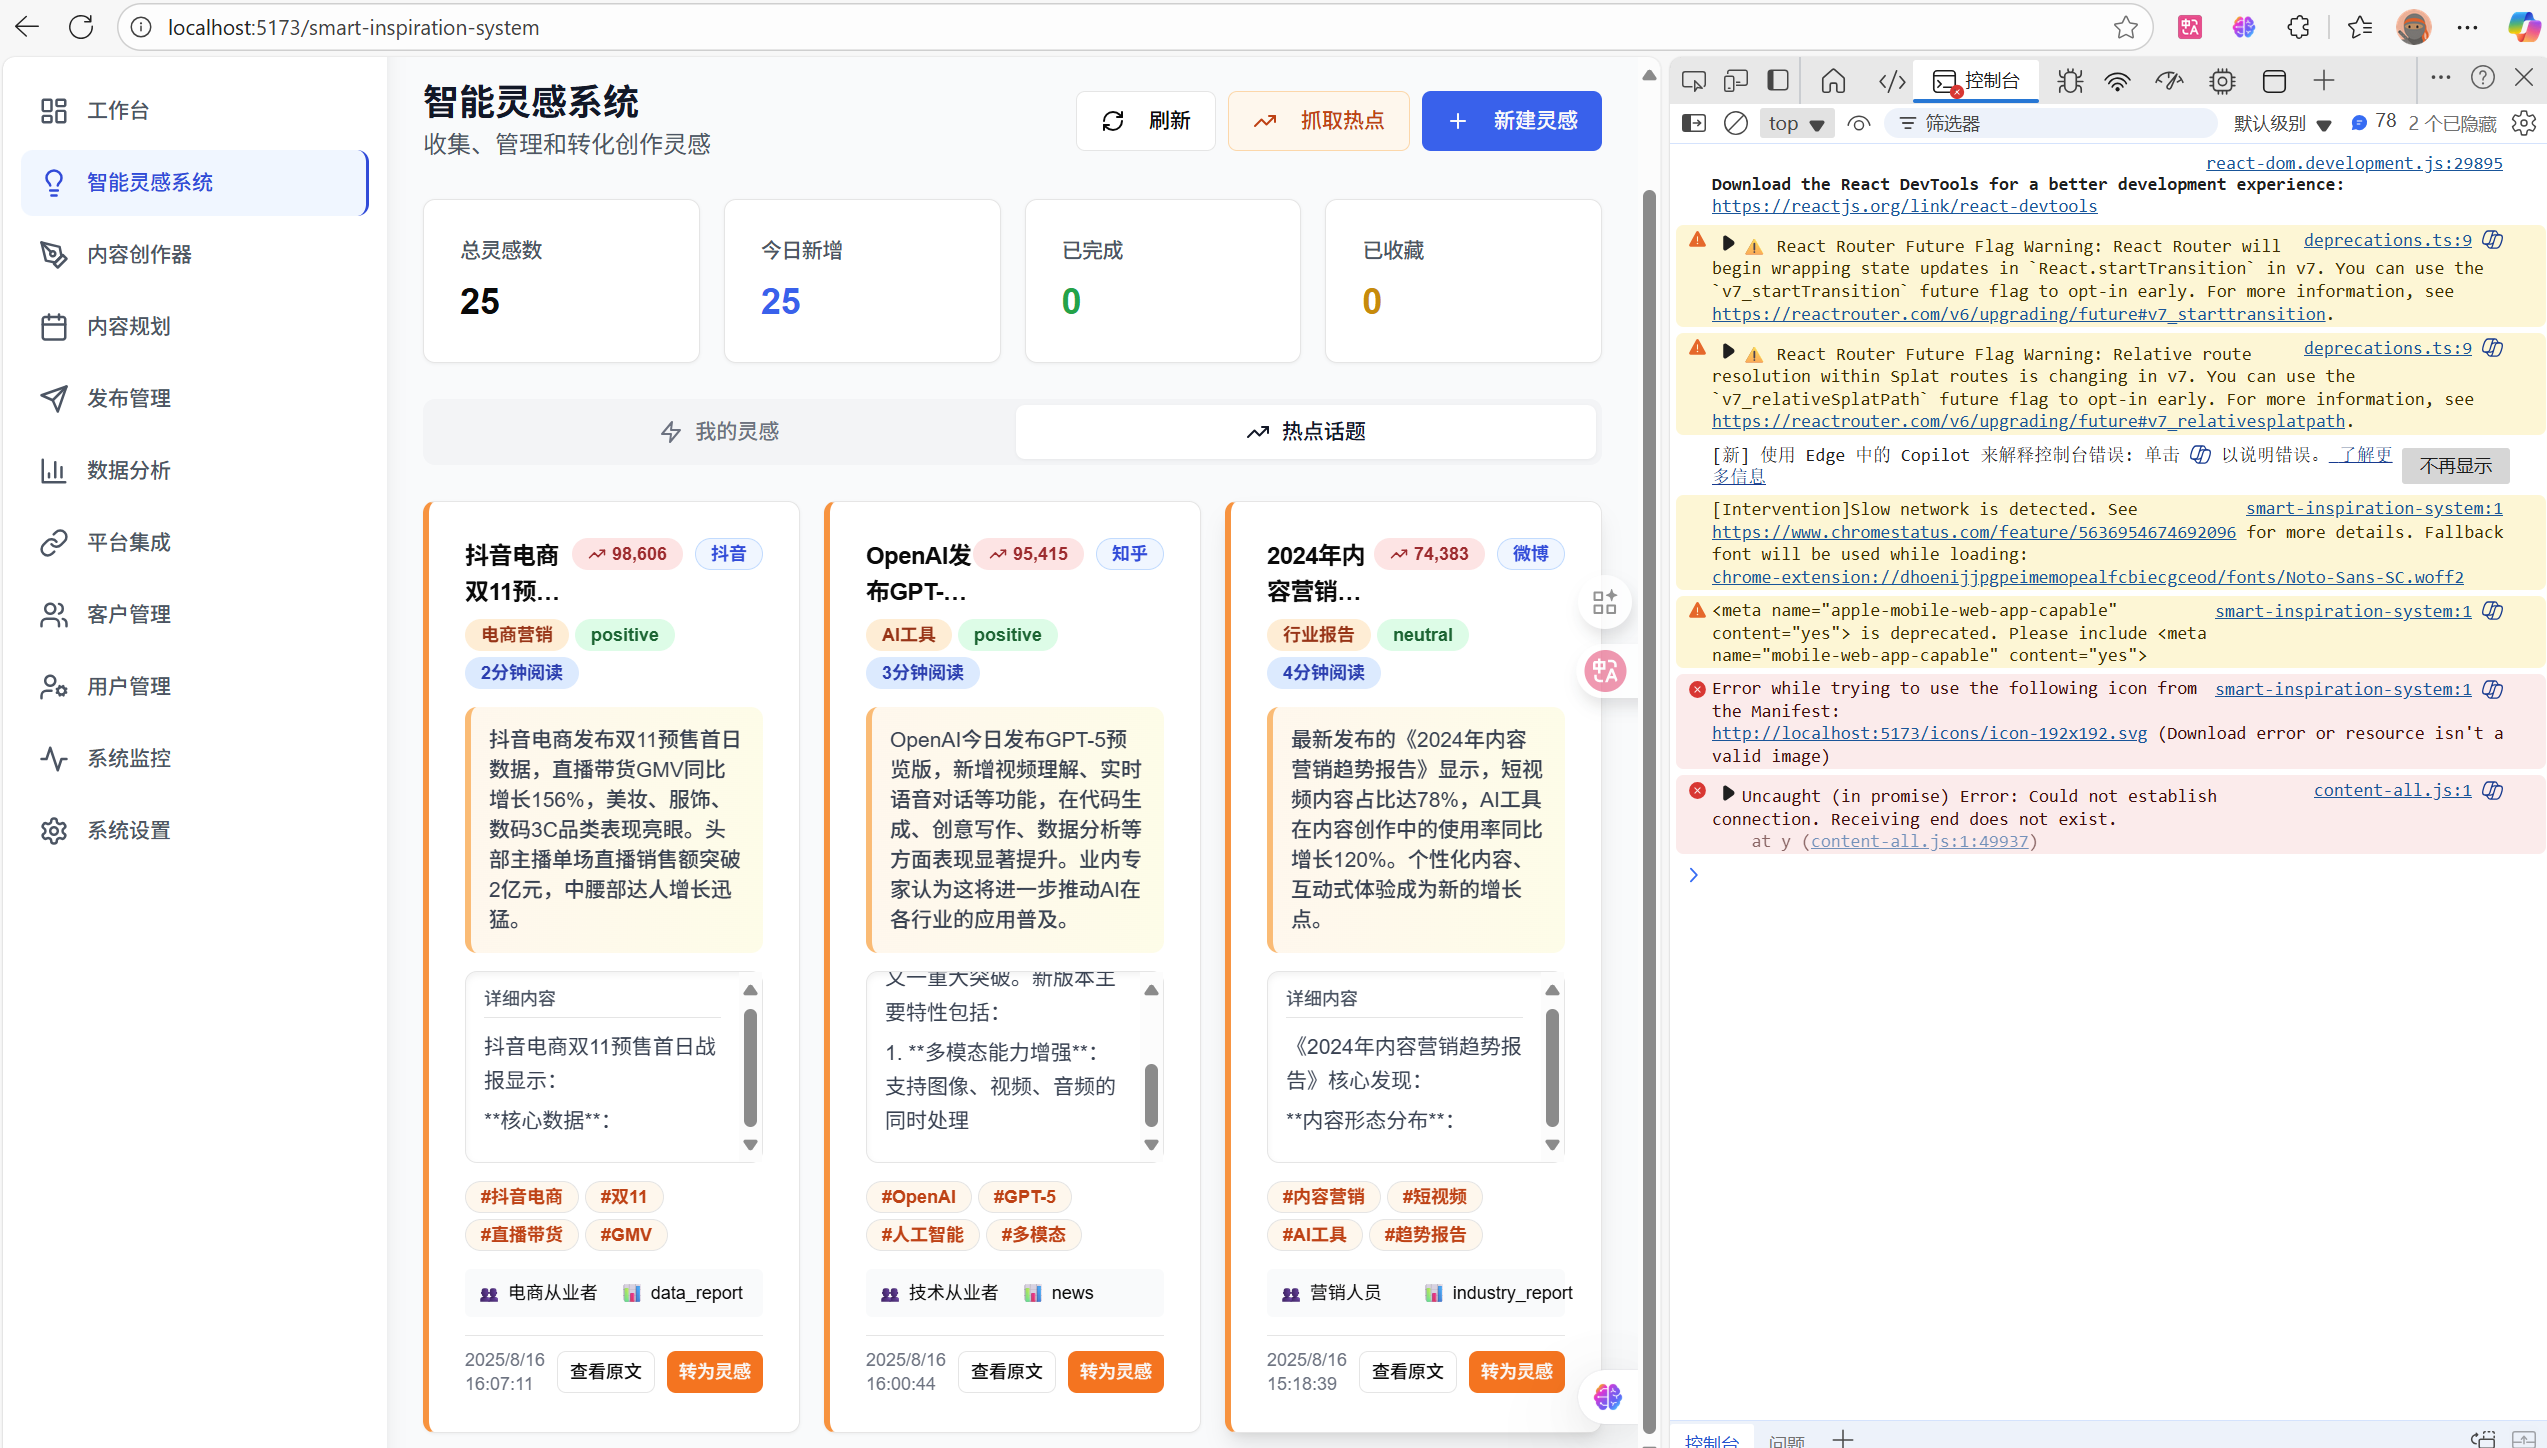 localhost:5173/smart-inspiration-system
工作台
智能灵感系统
内容创作器
内容规划
发布管理
数据分析
平台集成
客户管理
用户管理
系统监控
系统设置
智能灵感系统
收集、管理和转化创作灵感
刷新
抓取热点
新建灵感
总灵感数
25
今日新增
25
已完成
0
已收藏
0
我的灵感
热点话题
抖音电商
双11预...
98,606
抖音
电商营销
positive
2分钟阅读
抖音电商发布双11预售首日
数据，直播带货GMV同比
增长156%，美妆、服饰、
数码3C品类表现亮眼。头
部主播单场直播销售额突破
2亿元，中腰部达人增长迅
猛。
详细内容
抖音电商双11预售首日战
报显示：
**核心数据**：
#抖音电商
#双11
#直播带货
#GMV
电商从业者
data_report
2025/8/16
16:07:11
查看原文
转为灵感
OpenAI发
布GPT-...
95,415
知乎
AI工具
positive
3分钟阅读
OpenAI今日发布GPT-5预
览版，新增视频理解、实时
语音对话等功能，在代码生
成、创意写作、数据分析等
方面表现显著提升。业内专
家认为这将进一步推动AI在
各行业的应用普及。
又一重大突破。新版本主
要特性包括：
1. **多模态能力增强**：
支持图像、视频、音频的
同时处理
#OpenAI
#GPT-5
#人工智能
#多模态
技术从业者
news
2025/8/16
16:00:44
查看原文
转为灵感
2024年内
容营销...
74,383
微博
行业报告
neutral
4分钟阅读
最新发布的《2024年内容
营销趋势报告》显示，短视
频内容占比达78%，AI工具
在内容创作中的使用率同比
增长120%。个性化内容、
互动式体验成为新的增长
点。
详细内容
《2024年内容营销趋势报
告》核心发现：
**内容形态分布**：
#内容营销
#短视频
#AI工具
#趋势报告
营销人员
industry_report
2025/8/16
15:18:39
查看原文
转为灵感
中A
控制台
top
筛选器
默认级别
78
2 个已隐藏
react-dom.development.js:29895
Download the React DevTools for a better development experience:
https://reactjs.org/link/react-devtools
React Router Future Flag Warning: React Router will
deprecations.ts:9
begin wrapping state updates in `React.startTransition` in v7. You can use the
`v7_startTransition` future flag to opt-in early. For more information, see
https://reactrouter.com/v6/upgrading/future#v7_starttransition.
React Router Future Flag Warning: Relative route
deprecations.ts:9
resolution within Splat routes is changing in v7. You can use the
`v7_relativeSplatPath` future flag to opt-in early. For more information, see
https://reactrouter.com/v6/upgrading/future#v7_relativesplatpath.
[新] 使用 Edge 中的 Copilot 来解释控制台错误: 单击 以说明错误。 了解更
多信息
不再显示
[Intervention]Slow network is detected. See
smart-inspiration-system:1
https://www.chromestatus.com/feature/5636954674692096 for more details. Fallback
font will be used while loading:
chrome-extension://dhoenijjpgpeimemopealfcbiecgceod/fonts/Noto-Sans-SC.woff2
<meta name="apple-mobile-web-app-capable"
smart-inspiration-system:1
content="yes"> is deprecated. Please include <meta
name="mobile-web-app-capable" content="yes">
Error while trying to use the following icon from
smart-inspiration-system:1
the Manifest:
http://localhost:5173/icons/icon-192x192.svg (Download error or resource isn't a
valid image)
Uncaught (in promise) Error: Could not establish
content-all.js:1
connection. Receiving end does not exist.
at y (content-all.js:1:49937)
控制台
问题